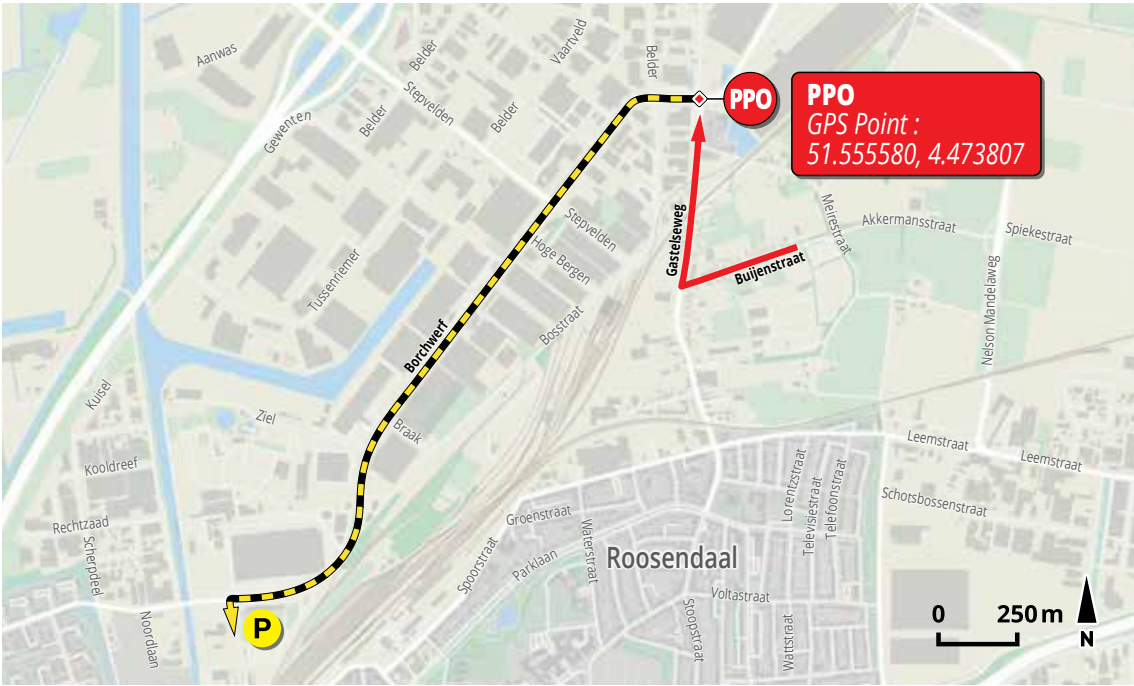 Aanwas
Belder
Vaartveld
Belder
Stepvelden
Gewenten
Belder
Belder
PPO
PPO
GPS Point :
51.555580, 4.473807
Meirestraat
Akkermansstraat
Spiekestraat
Stepvelden
Gastelseweg
Buijenstraat
Hoge Bergen
Tussenriemer
Nelson Mandelaweg
Bosstraat
Borchwerf
Kuisel
Ziel
Braak
Leemstraat
Leemstraat
Kooldreef
Lorentzstraat
Televisiestraat
Telefoonstraat
Schotsbossenstraat
Rechtzaad
Groenstraat
Waterstraat
Scherpdeel
Spoorstraat
Parklaan
Roosendaal
Voltastraat
Noordlaan
P
Stoopstraat
Wattstraat
0 250 m
N